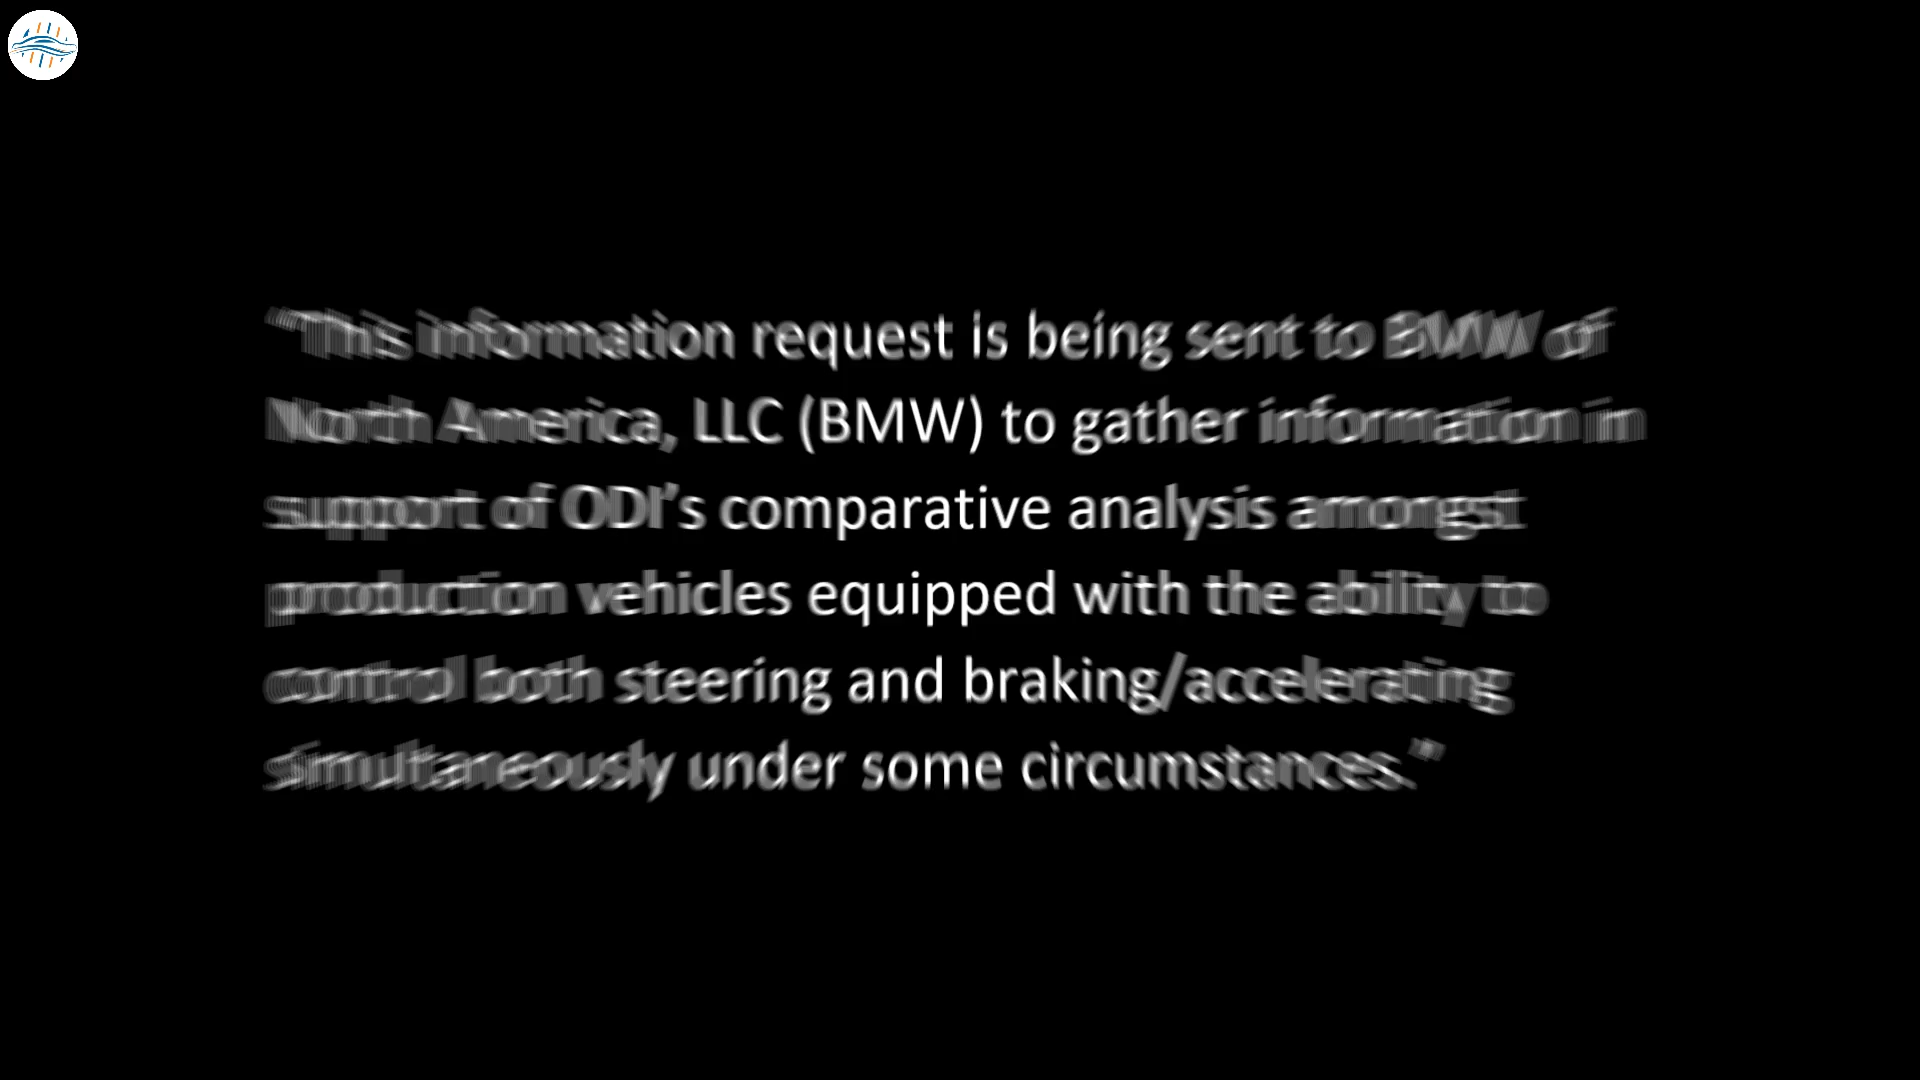 “This information request is being sent to BMW of
North America, LLC (BMW) to gather information in
support of ODI’s comparative analysis amongst
production vehicles equipped with the ability to
control both steering and braking/accelerating
simultaneously under some circumstances.”